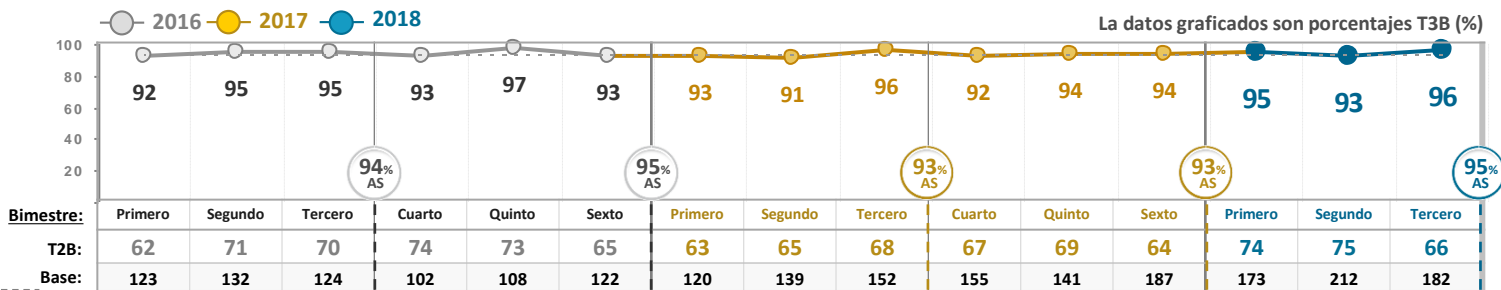 2016 2017 2018
La datos graficados son porcentajes T3B (%)
100
80
60
40
20
92 95 95 93 97 93 93 91 96 92 94 94 95 93 96
94% AS 95% AS 93% AS 93% AS 95% AS
Bimestre: Primero Segundo Tercero Cuarto Quinto Sexto Primero Segundo Tercero Cuarto Quinto Sexto Primero Segundo Tercero
T2B: 62 71 70 74 73 65 63 65 68 67 69 64 74 75 66
Base: 123 132 124 102 108 122 120 139 152 155 141 187 173 212 182